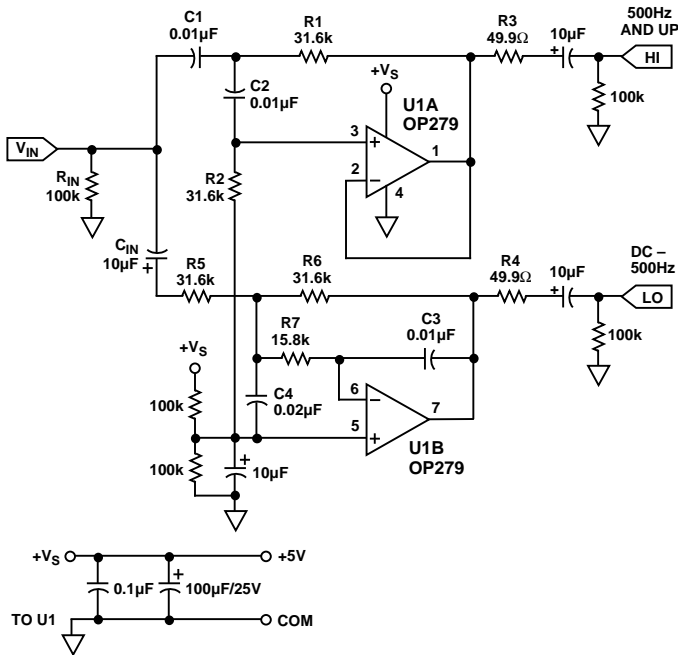 C1
0.01µF
R1
31.6k
R3
49.9Ω
10µF
+
500Hz
AND UP
HI
100k
C2
0.01µF
+VS
U1A
OP279
3
+
2
−
1
4
VIN
RIN
100k
R2
31.6k
CIN
10µF
+
R5
31.6k
R6
31.6k
R4
49.9Ω
10µF
+
DC –
500Hz
LO
100k
R7
15.8k
C3
0.01µF
+VS
100k
C4
0.02µF
6
−
5
+
7
U1B
OP279
100k
+
10µF
+VS
+5V
0.1µF
+
100µF/25V
TO U1
COM